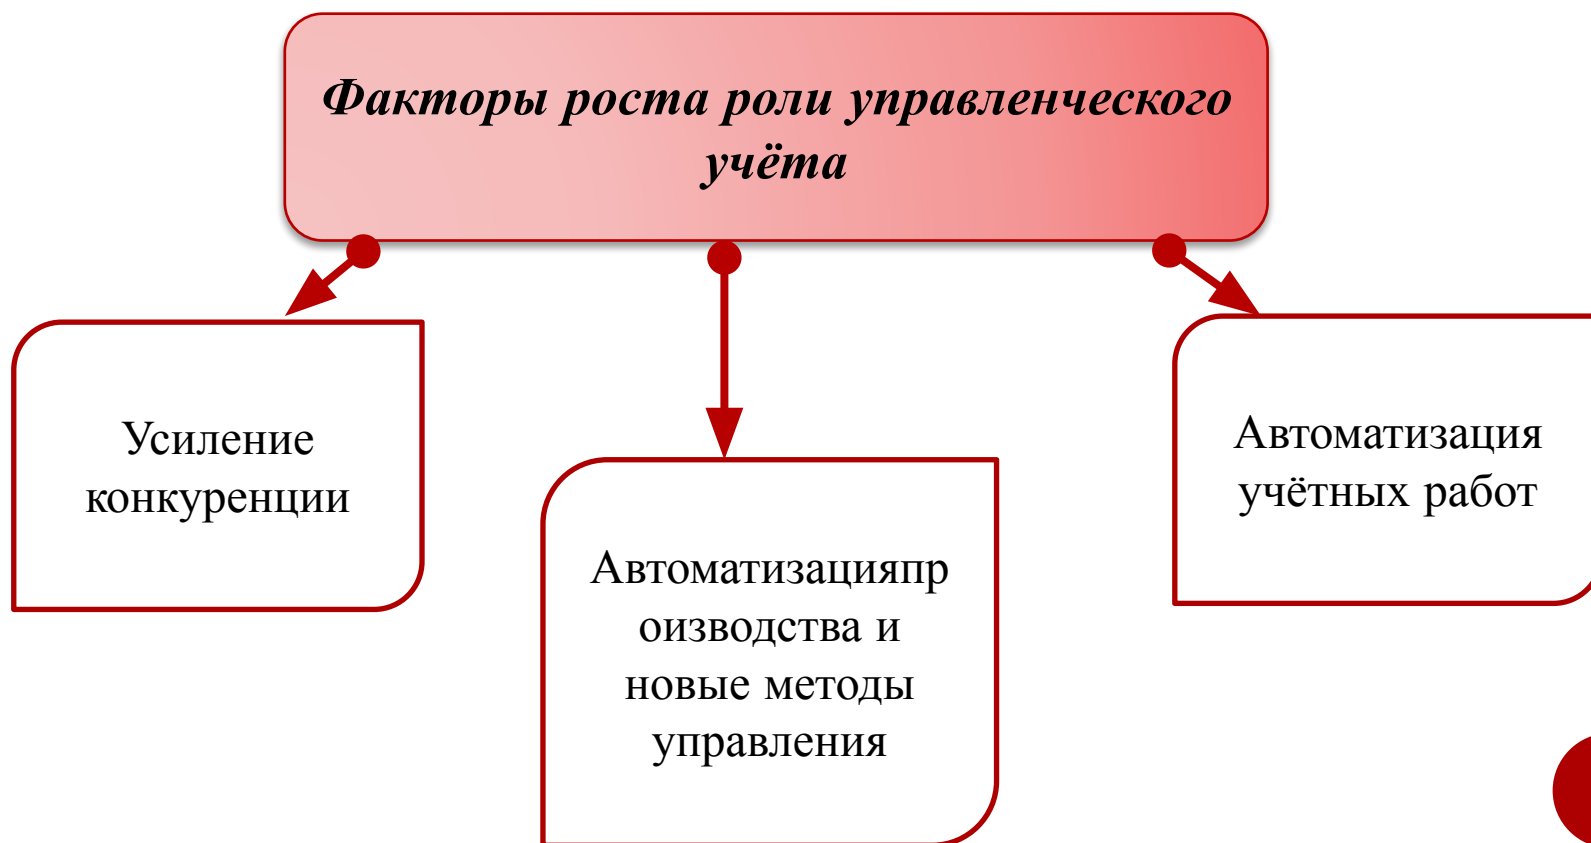 Факторы роста роли управленческого
учёта
Усиление
конкуренции
Автоматизацияпр
оизводства и
новые методы
управления
Автоматизация
учётных работ